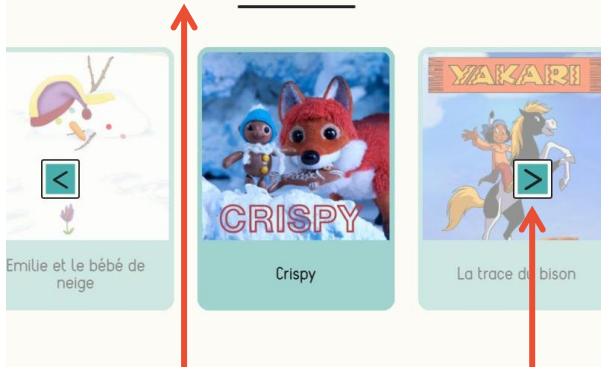 YAKARI
CRISPY
<
>
Emilie et le bébé de
neige
Crispy
La trace du bison